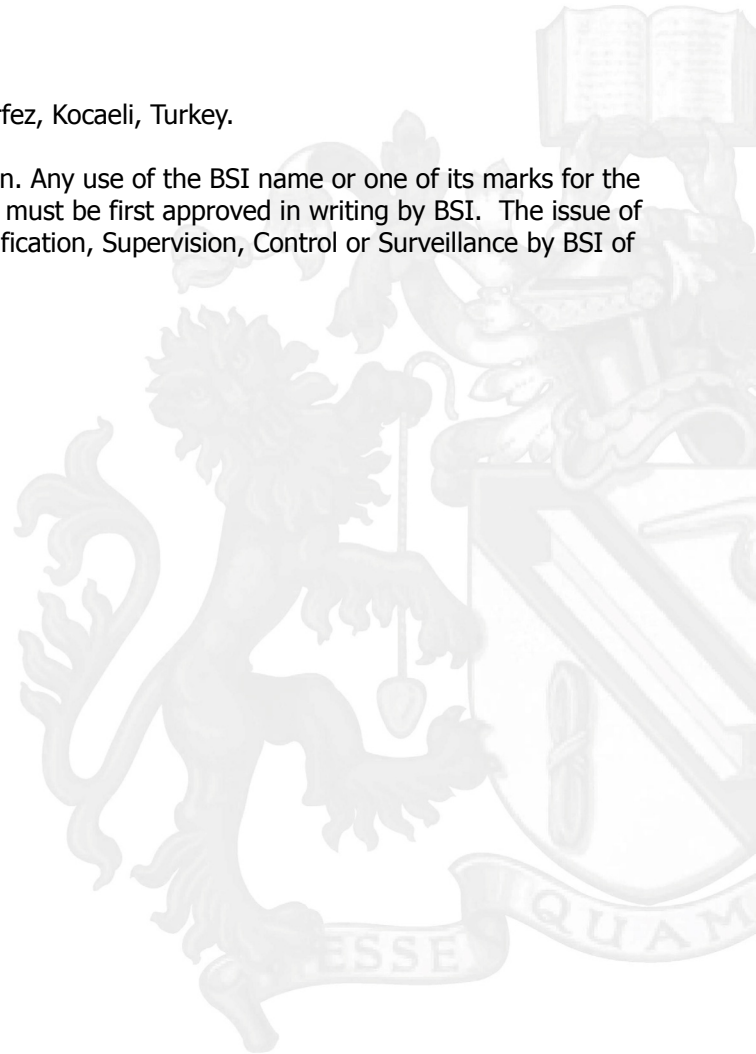 rfez, Kocaeli, Turkey.
n. Any use of the BSI name or one of its marks for the
must be first approved in writing by BSI. The issue of
fication, Supervision, Control or Surveillance by BSI of
ESSE
QUAM